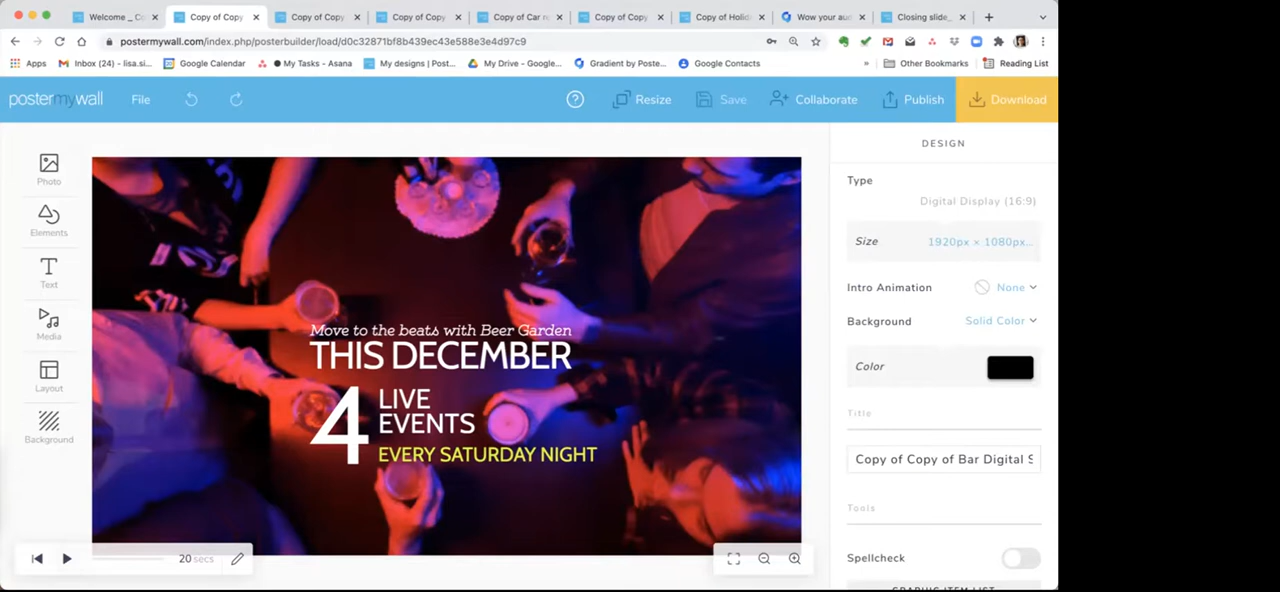 Welcome _ Co
Copy of Copy
Copy of Copy
Copy of Copy
Copy of Car r
Copy of Copy
Copy of Holid
Wow your aud
Closing slide_
postermywall.com/index.php/posterbuilder/load/d0c32871bf8b439ec43e588e3e4d97c9
Apps
Inbox (24) - lisa.si...
Google Calendar
My Tasks - Asana
My designs | Post...
My Drive - Google...
Gradient by Poste...
Google Contacts
»
Other Bookmarks
Reading List
postermywall
File
?
Resize
Save
Collaborate
Publish
Download
Photo
Elements
Text
Media
Layout
Background
Move to the beats with Beer Garden
THIS DECEMBER
4 LIVE
EVENTS
EVERY SATURDAY NIGHT
20 secs
DESIGN
Type
Digital Display (16:9)
Size 1920px × 1080px...
Intro Animation None
Background Solid Color
Color
Title
Copy of Copy of Bar Digital S
Tools
Spellcheck
GRAPHIC ITEM LIST